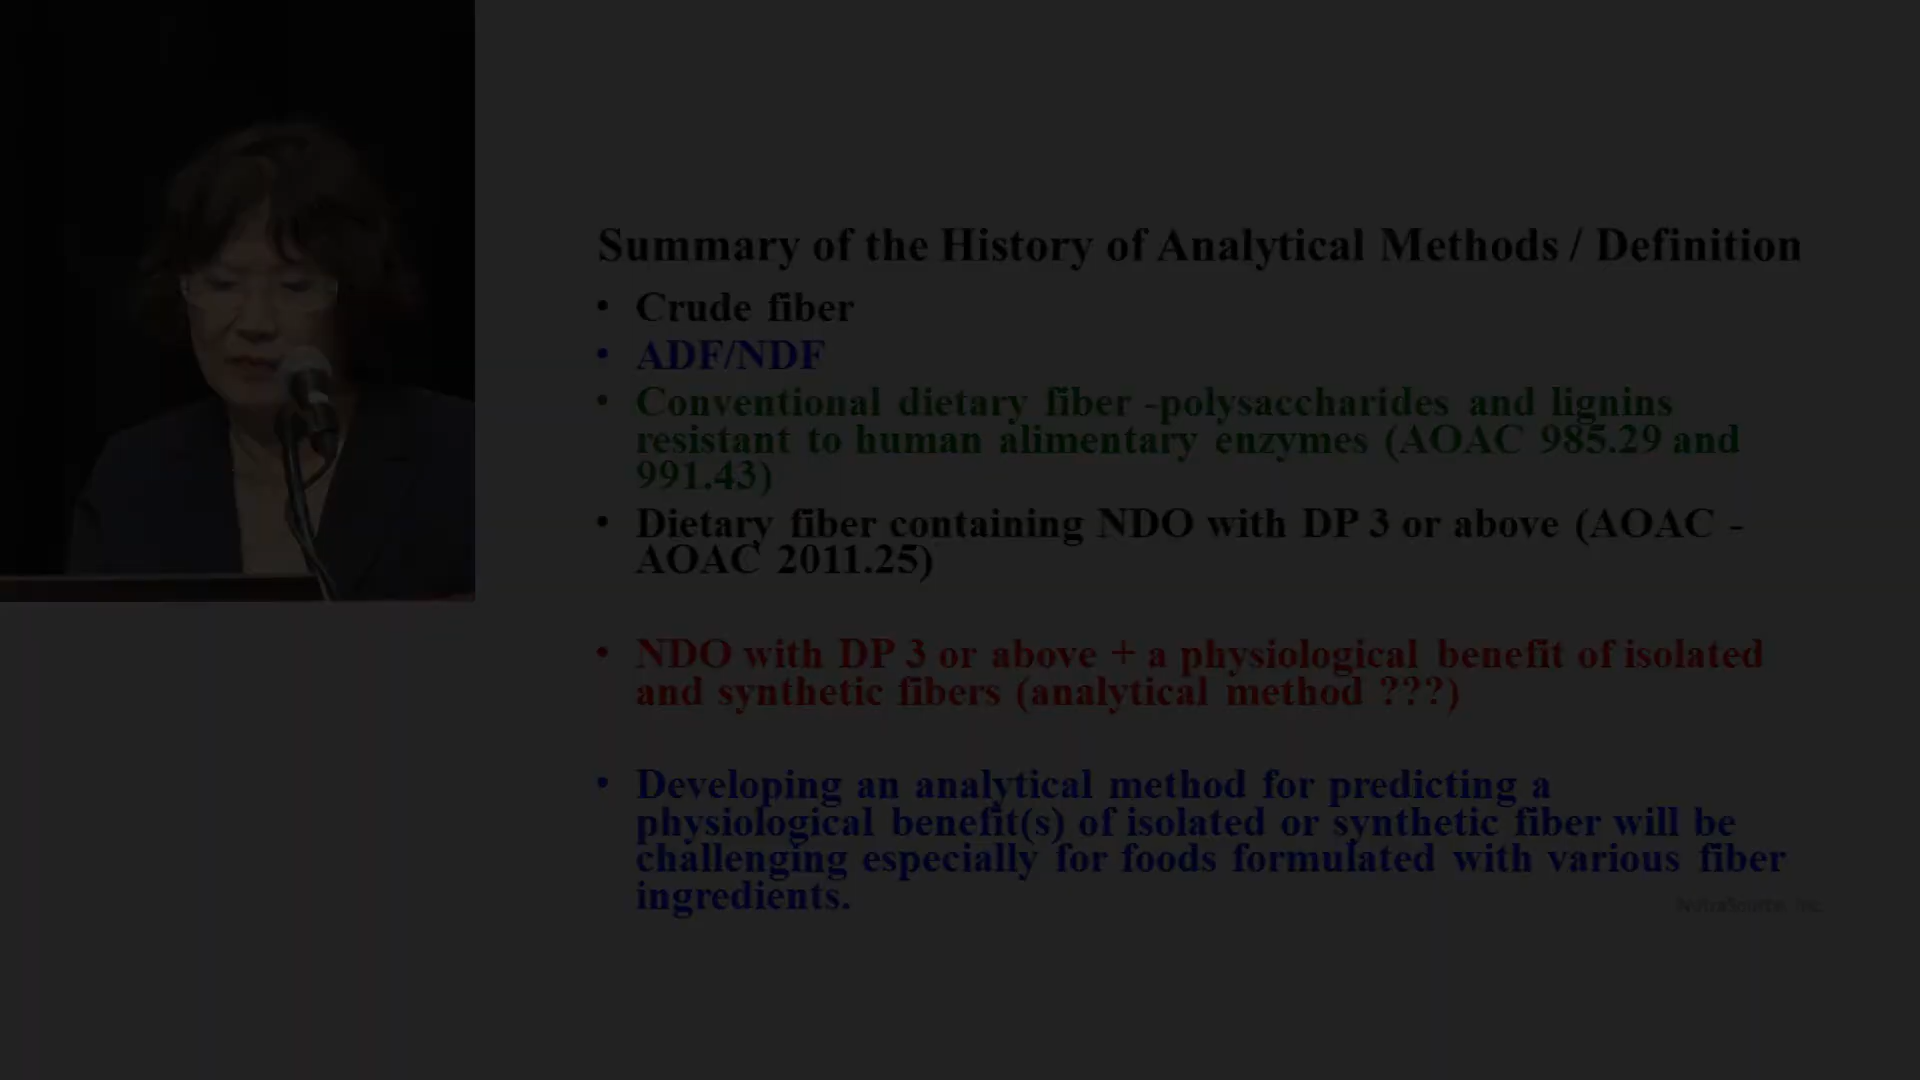 Summary of the History of Analytical Methods / Definition
• Crude fiber
• ADF/NDF
• Conventional dietary fiber -polysaccharides and lignins
resistant to human alimentary enzymes (AOAC 985.29 and
991.43)
• Dietary fiber containing NDO with DP 3 or above (AOAC -
AOAC 2011.25)
• NDO with DP 3 or above + a physiological benefit of isolated
and synthetic fibers (analytical method ???)
• Developing an analytical method for predicting a
physiological benefit(s) of isolated or synthetic fiber will be
challenging especially for foods formulated with various fiber
ingredients.
NutraSource, Inc.